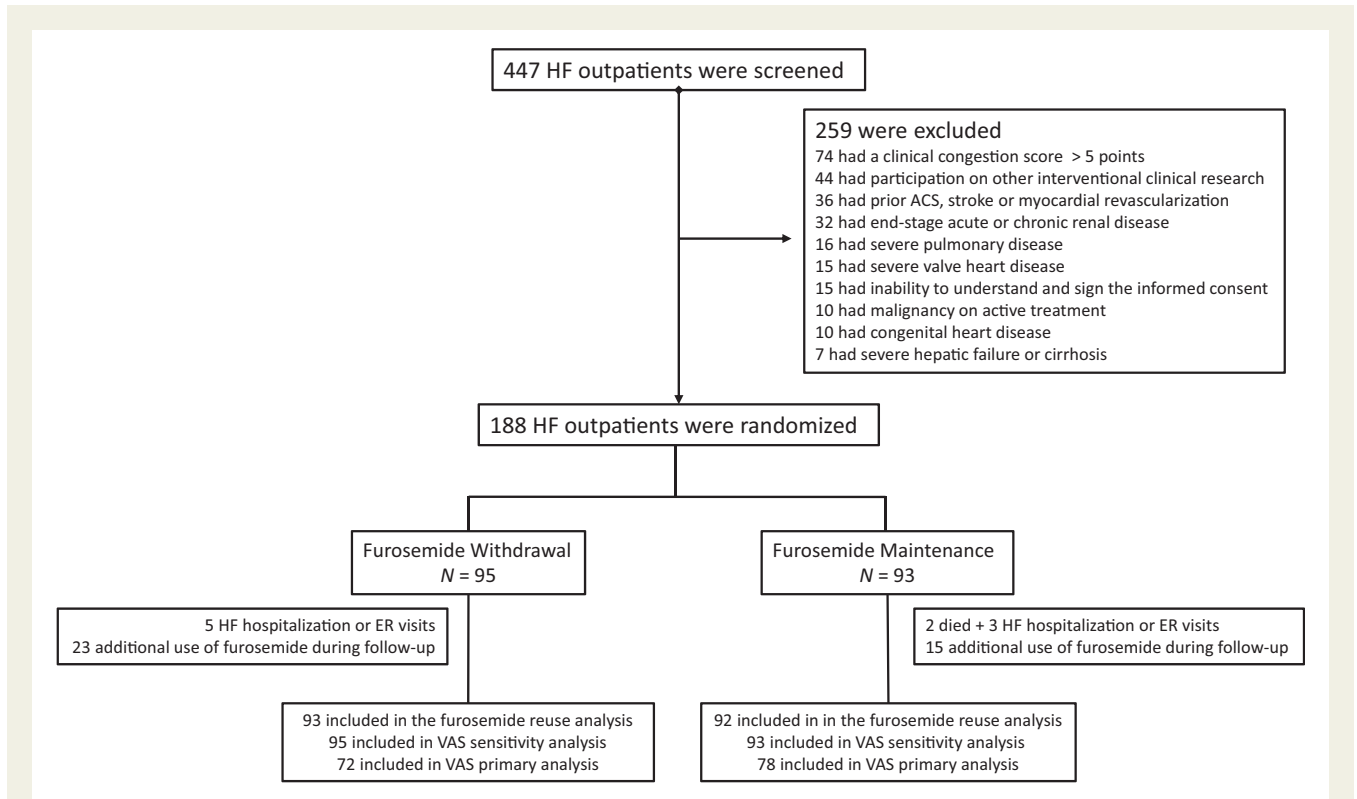 447 HF outpatients were screened
259 were excluded
74 had a clinical congestion score > 5 points
44 had participation on other interventional clinical research
36 had prior ACS, stroke or myocardial revascularization
32 had end-stage acute or chronic renal disease
16 had severe pulmonary disease
15 had severe valve heart disease
15 had inability to understand and sign the informed consent
10 had malignancy on active treatment
10 had congenital heart disease
7 had severe hepatic failure or cirrhosis
188 HF outpatients were randomized
Furosemide Withdrawal
N = 95
Furosemide Maintenance
N = 93
5 HF hospitalization or ER visits
23 additional use of furosemide during follow-up
2 died + 3 HF hospitalization or ER visits
15 additional use of furosemide during follow-up
93 included in the furosemide reuse analysis
95 included in VAS sensitivity analysis
72 included in VAS primary analysis
92 included in in the furosemide reuse analysis
93 included in VAS sensitivity analysis
78 included in VAS primary analysis